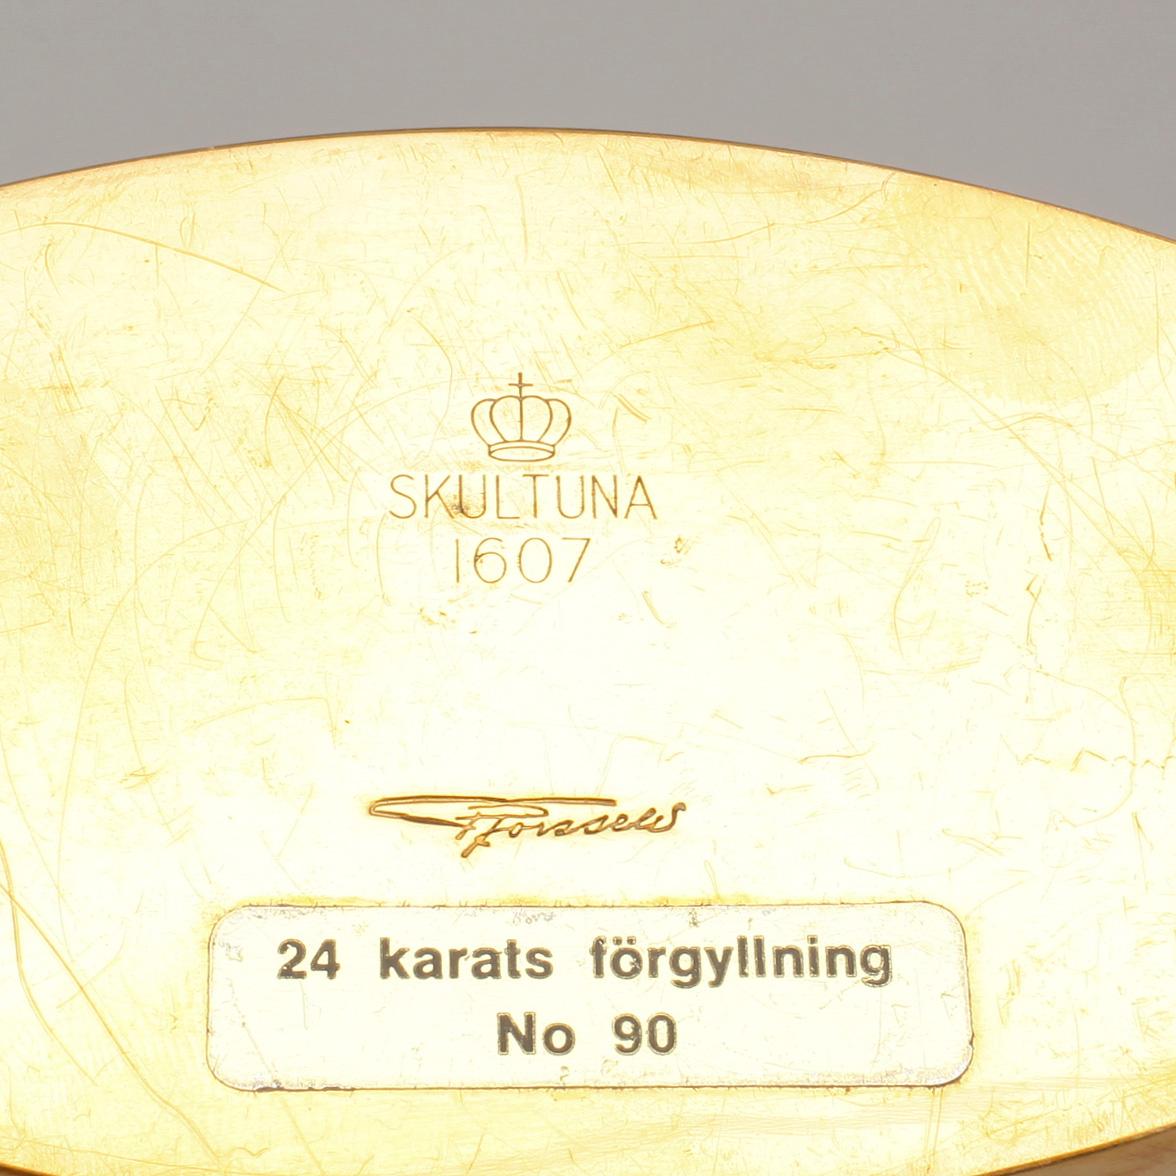 SKULTUNA
1607
P Forssell
24 karats förgyllning
No 90